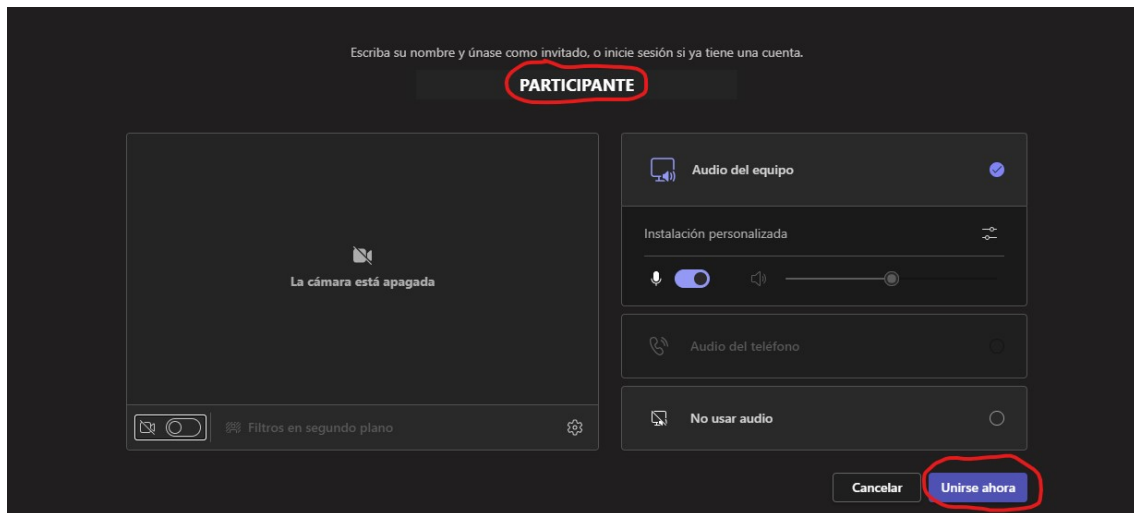 Escriba su nombre y únase como invitado, o inicie sesión si ya tiene una cuenta.
PARTICIPANTE
La cámara está apagada
Filtros en segundo plano
Audio del equipo
Instalación personalizada
Audio del teléfono
No usar audio
Cancelar
Unirse ahora